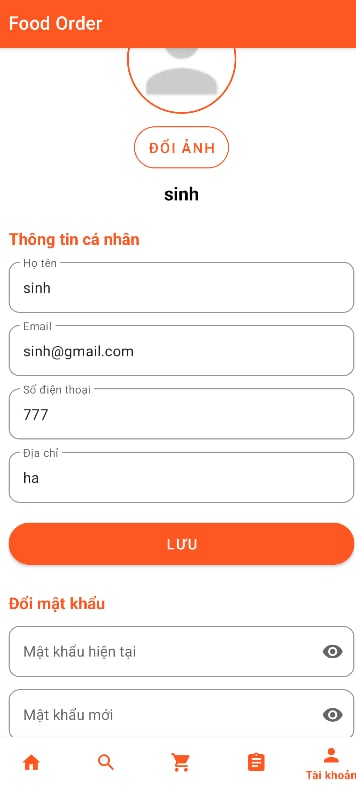 Food Order
ĐỔI ẢNH
sinh
Thông tin cá nhân
Họ tên
sinh
Email
sinh@gmail.com
Số điện thoại
777
Địa chỉ
ha
LƯU
Đổi mật khẩu
Mật khẩu hiện tại
Mật khẩu mới
Tài khoản